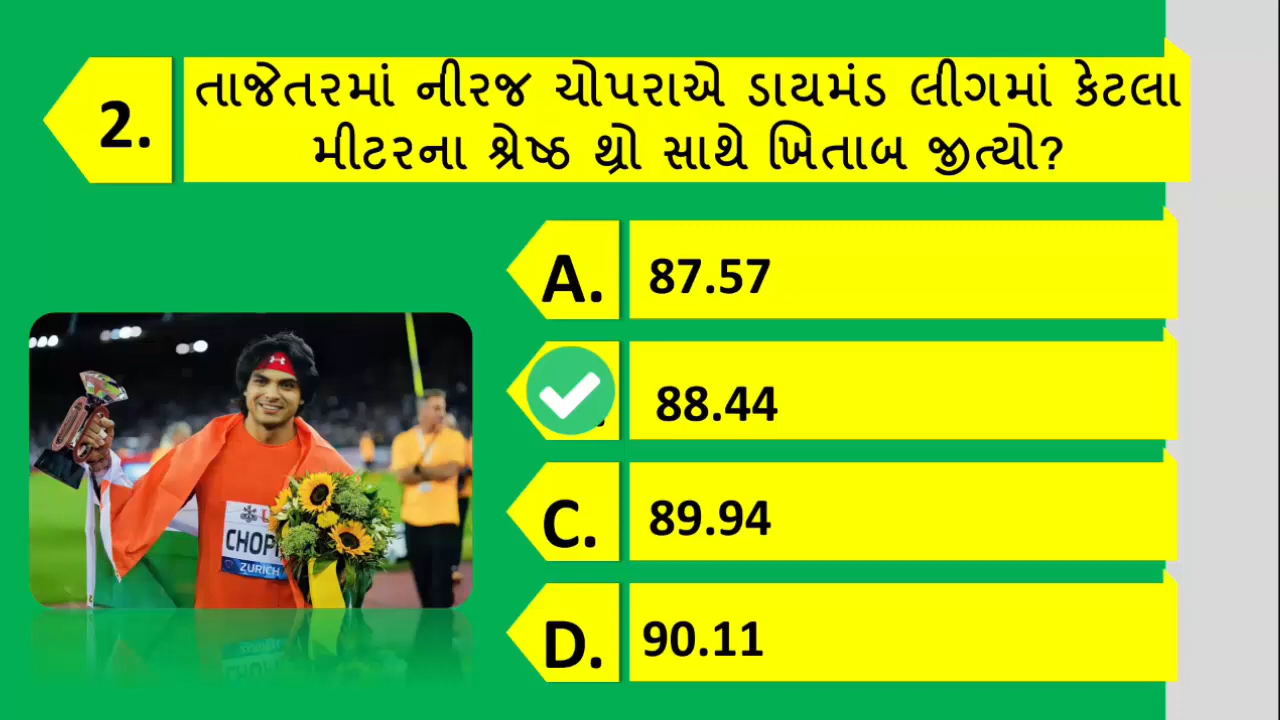 2.
તાજેતરમાં નીરજ ચોપરાએ ડાયમંડ લીગમાં કેટલા
મીટરના શ્રેષ્ઠ થ્રો સાથે ખિતાબ જીત્યો?
A. 87.57
88.44
C. 89.94
D. 90.11
CHOP
ZURICH